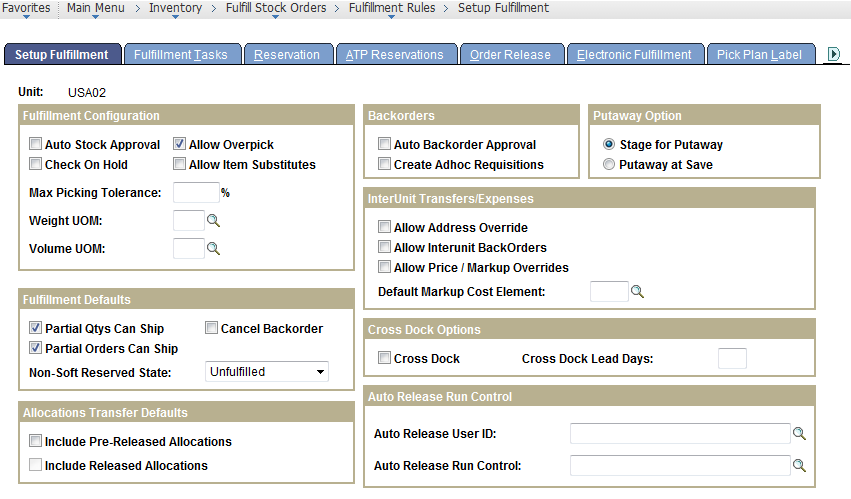 Favorites Main Menu > Inventory > Fulfill Stock Orders > Fulfillment Rules > Setup Fulfillment
Setup Fulfillment Fulfillment Tasks Reservation ATP Reservations Order Release Electronic Fulfillment Pick Plan Label
Unit: USA02
Fulfillment Configuration
Auto Stock Approval Allow Overpick
Check On Hold Allow Item Substitutes
Max Picking Tolerance: %
Weight UOM:
Volume UOM:
Backorders
Auto Backorder Approval
Create Adhoc Requisitions
Putaway Option
Stage for Putaway
Putaway at Save
InterUnit Transfers/Expenses
Allow Address Override
Allow Interunit BackOrders
Allow Price / Markup Overrides
Default Markup Cost Element:
Fulfillment Defaults
Partial Qtys Can Ship Cancel Backorder
Partial Orders Can Ship
Non-Soft Reserved State: Unfulfilled
Cross Dock Options
Cross Dock Cross Dock Lead Days:
Allocations Transfer Defaults
Include Pre-Released Allocations
Include Released Allocations
Auto Release Run Control
Auto Release User ID:
Auto Release Run Control: